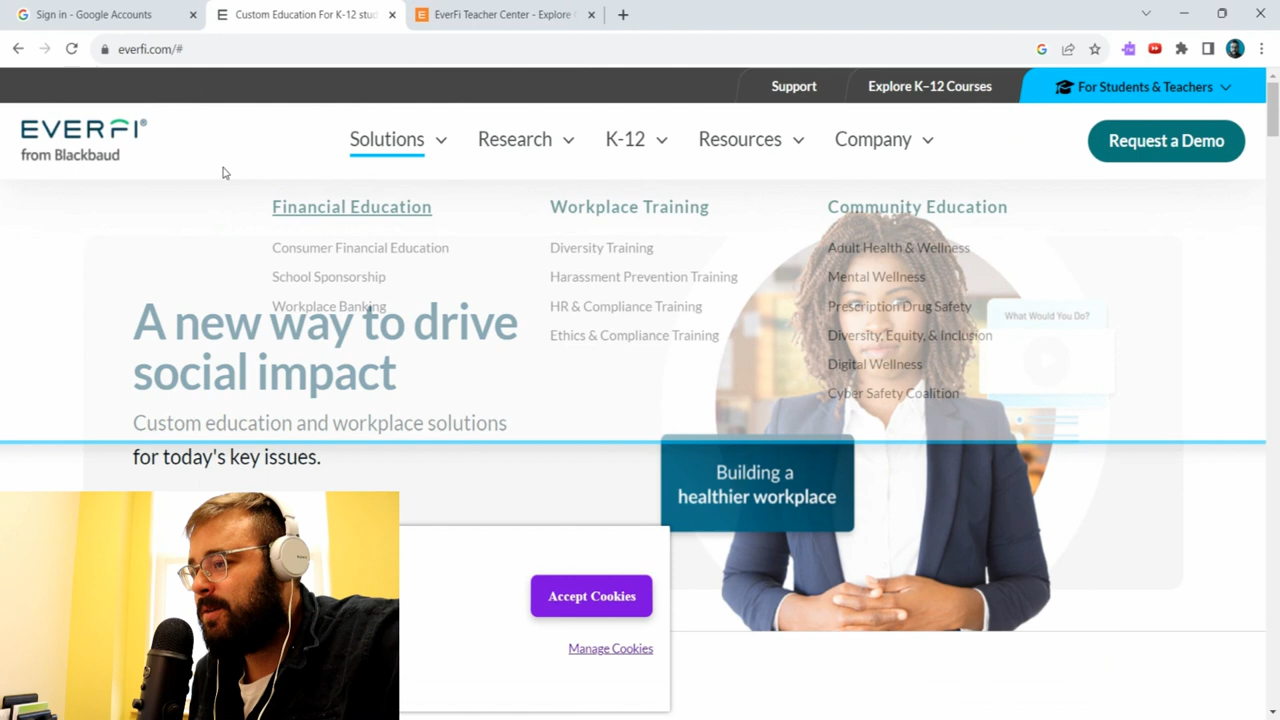 Sign in - Google Accounts
Custom Education For K-12 stud
EverFi Teacher Center - Explore
everfi.com/#
Support
Explore K–12 Courses
For Students & Teachers
EVERFI®
from Blackbaud
Solutions
Research
K-12
Resources
Company
Request a Demo
Financial Education
Consumer Financial Education
School Sponsorship
Workplace Banking
Workplace Training
Diversity Training
Harassment Prevention Training
HR & Compliance Training
Ethics & Compliance Training
Community Education
Adult Health & Wellness
Mental Wellness
Prescription Drug Safety
Diversity, Equity, & Inclusion
Digital Wellness
Cyber Safety Coalition
A new way to drive
social impact
Custom education and workplace solutions
for today's key issues.
What Would You Do?
Building a
healthier workplace
Accept Cookies
Manage Cookies